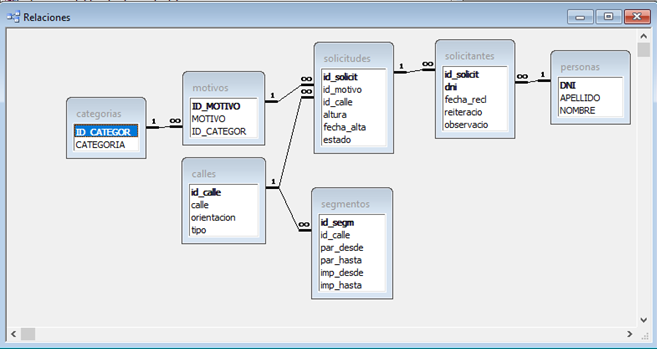 Relaciones
categorias
ID_CATEGOR
CATEGORIA
motivos
ID_MOTIVO
MOTIVO
ID_CATEGOR
calles
id_calle
calle
orientacion
tipo
solicitudes
id_solicit
id_motivo
id_calle
altura
fecha_alta
estado
segmentos
id_segm
id_calle
par_desde
par_hasta
imp_desde
imp_hasta
solicitantes
id_solicit
dni
fecha_recl
reiteracio
observacio
personas
DNI
APELLIDO
NOMBRE
1
∞
1
∞
1
∞
∞
1
∞
∞
1